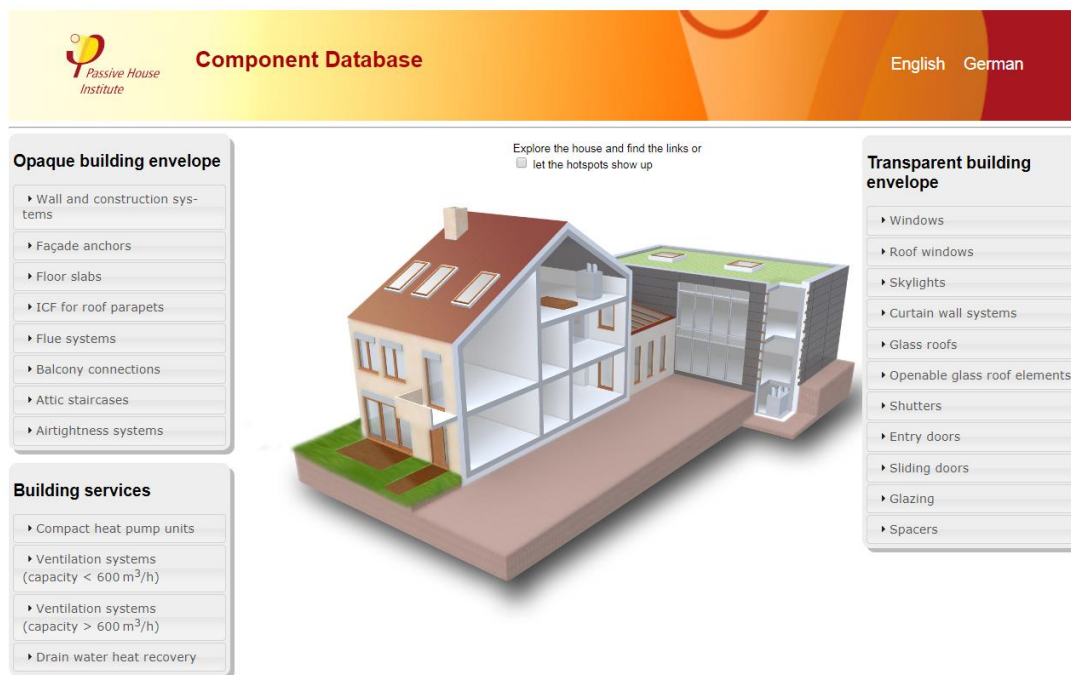 Passive House
Institute
Component Database
English German
Opaque building envelope
Wall and construction sys-
tems
Façade anchors
Floor slabs
ICF for roof parapets
Flue systems
Balcony connections
Attic staircases
Airtightness systems
Building services
Compact heat pump units
Ventilation systems
(capacity < 600 m³/h)
Ventilation systems
(capacity > 600 m³/h)
Drain water heat recovery
Explore the house and find the links or
let the hotspots show up
Transparent building
envelope
Windows
Roof windows
Skylights
Curtain wall systems
Glass roofs
Openable glass roof elements
Shutters
Entry doors
Sliding doors
Glazing
Spacers